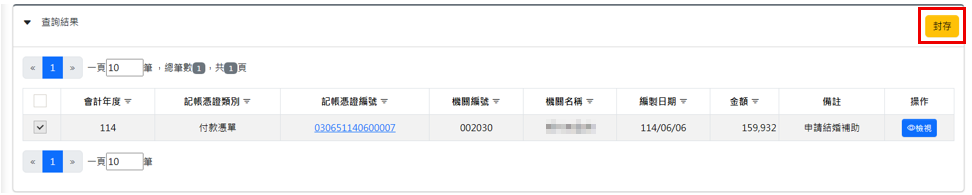 查詢結果
封存
« 1 » 一頁10筆 ，總筆數1，共1頁
會計年度 記帳憑證類別 記帳憑證編號 機關編號 機關名稱 編製日期 金額 備註 操作
114 付款憑單 030651140600007 002030 114/06/06 159,932 申請結婚補助 檢視
« 1 » 一頁10筆